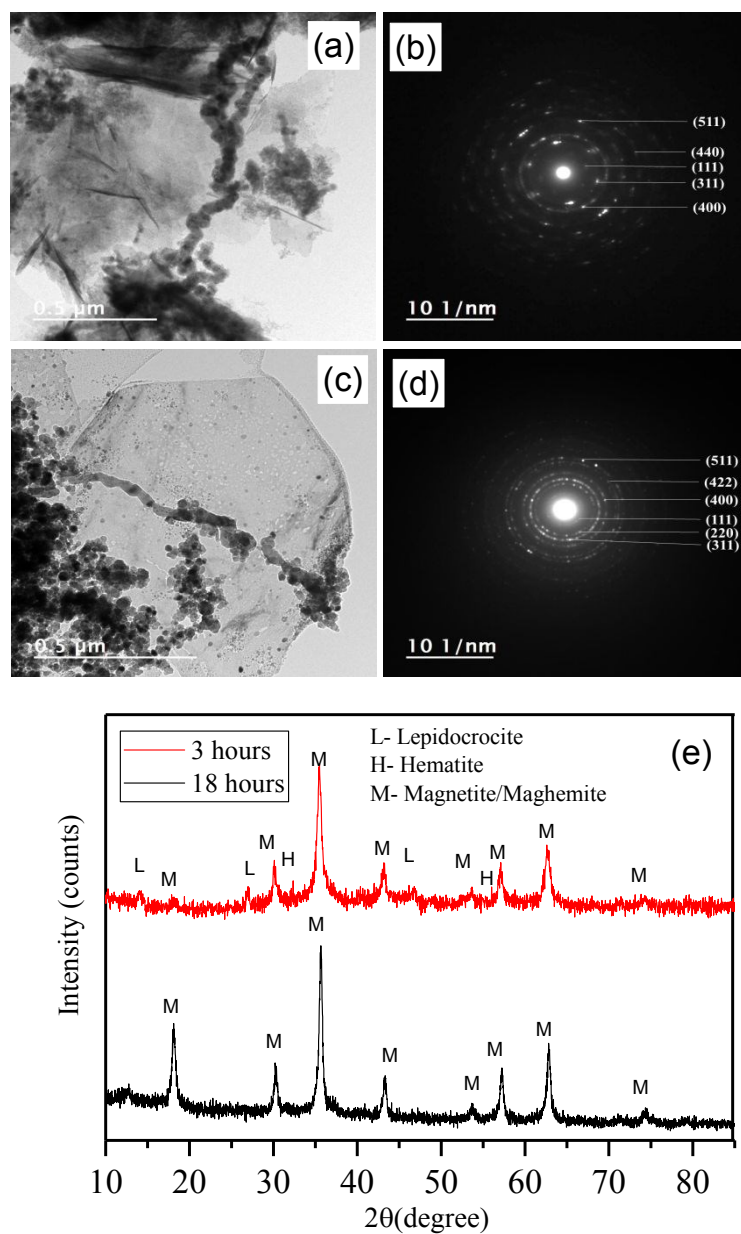 (a)
0.5 µm
(b)
(511)
(440)
(111)
(311)
(400)
10 1/nm
(c)
0.5 µm
(d)
(511)
(422)
(400)
(111)
(220)
(311)
10 1/nm
(e)
3 hours
18 hours
L- Lepidocrocite
H- Hematite
M- Magnetite/Maghemite
L M L M H M M L M H M M M
M M M M M M M M
Intensity (counts)
10 20 30 40 50 60 70 80
2θ(degree)